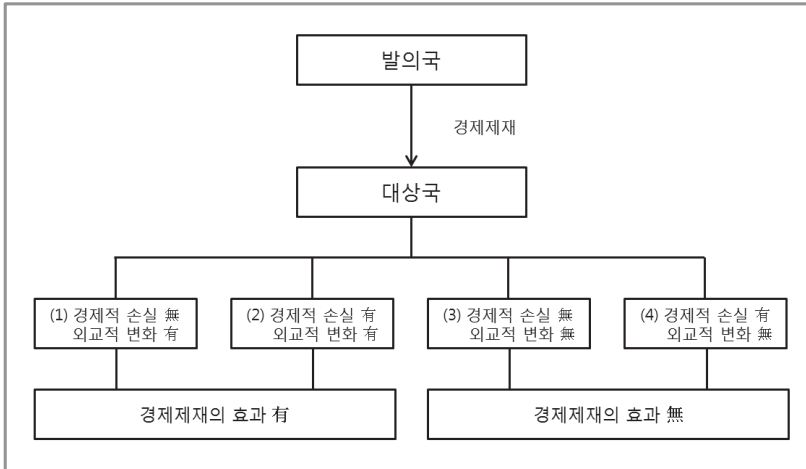 발의국
경제제재
대상국
(1) 경제적 손실 無
외교적 변화 有
(2) 경제적 손실 有
외교적 변화 有
(3) 경제적 손실 無
외교적 변화 無
(4) 경제적 손실 有
외교적 변화 無
경제제재의 효과 有
경제제재의 효과 無